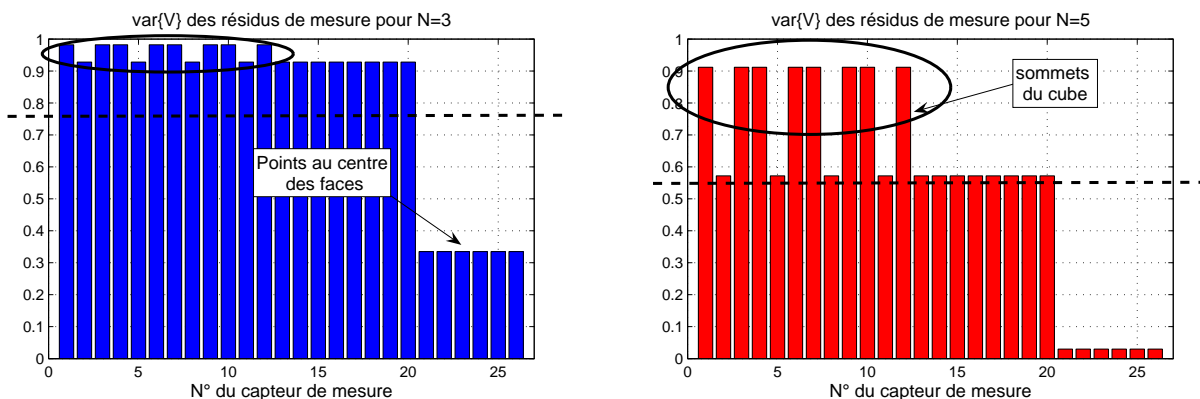 var{V} des résidus de mesure pour N=3
1
0.9
0.8
0.7
0.6
0.5
0.4
0.3
0.2
0.1
0
Points au centre
des faces
0 5 10 15 20 25
N° du capteur de mesure
var{V} des résidus de mesure pour N=5
1
0.9
0.8
0.7
0.6
0.5
0.4
0.3
0.2
0.1
0
sommets
du cube
0 5 10 15 20 25
N° du capteur de mesure